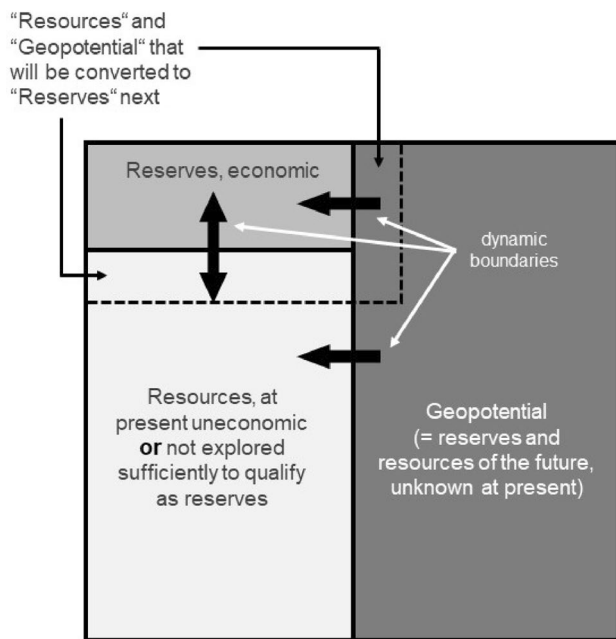 “Resources“ and
“Geopotential“ that
will be converted to
“Reserves“ next
Reserves, economic
dynamic
boundaries
Resources, at
present uneconomic
or not explored
sufficiently to qualify
as reserves
Geopotential
(= reserves and
resources of the future,
unknown at present)